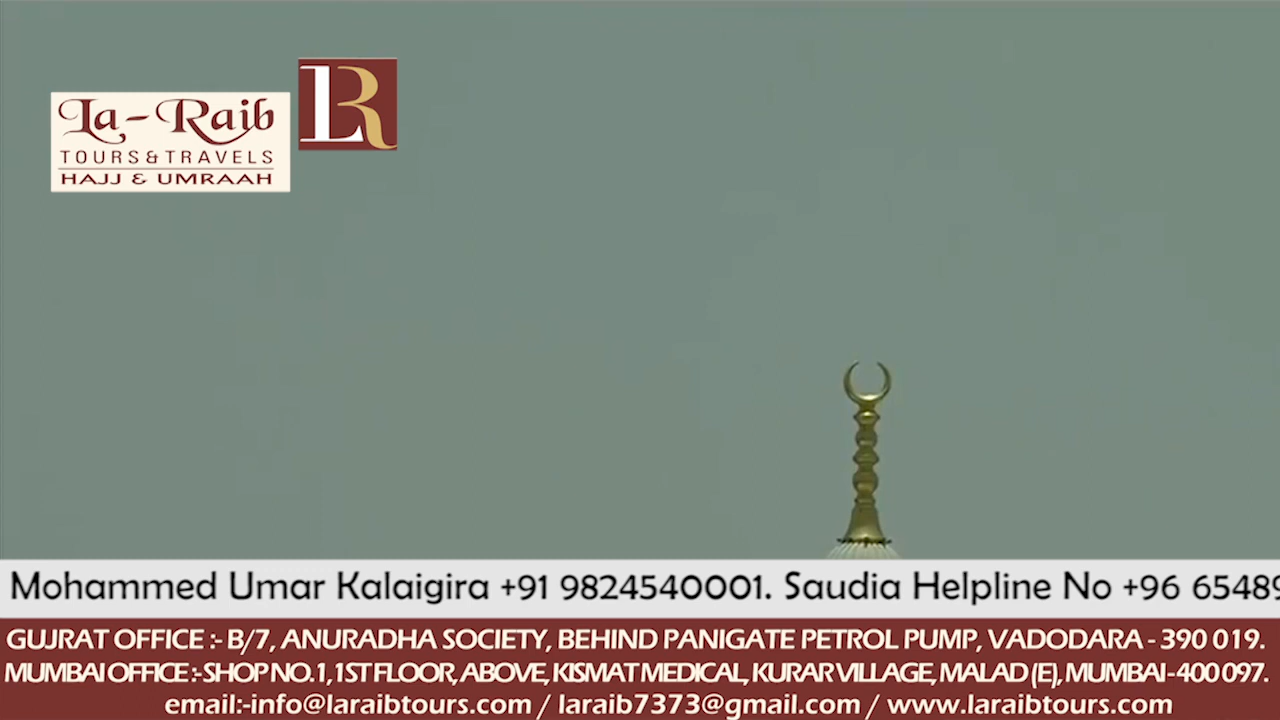 La-Raib
TOURS & TRAVELS
HAJJ & UMRAAH
LR
Mohammed Umar Kalaigira +91 9824540001. Saudia Helpline No +96 6548
GUJRAT OFFICE :- B/7, ANURADHA SOCIETY, BEHIND PANIGATE PETROL PUMP, VADODARA - 390 019.
MUMBAI OFFICE :- SHOP NO. 1, 1ST FLOOR, ABOVE, KISMAT MEDICAL, KURAR VILLAGE, MALAD (E), MUMBAI - 400 097.
email:-info@laraibtours.com / laraib7373@gmail.com / www.laraibtours.com